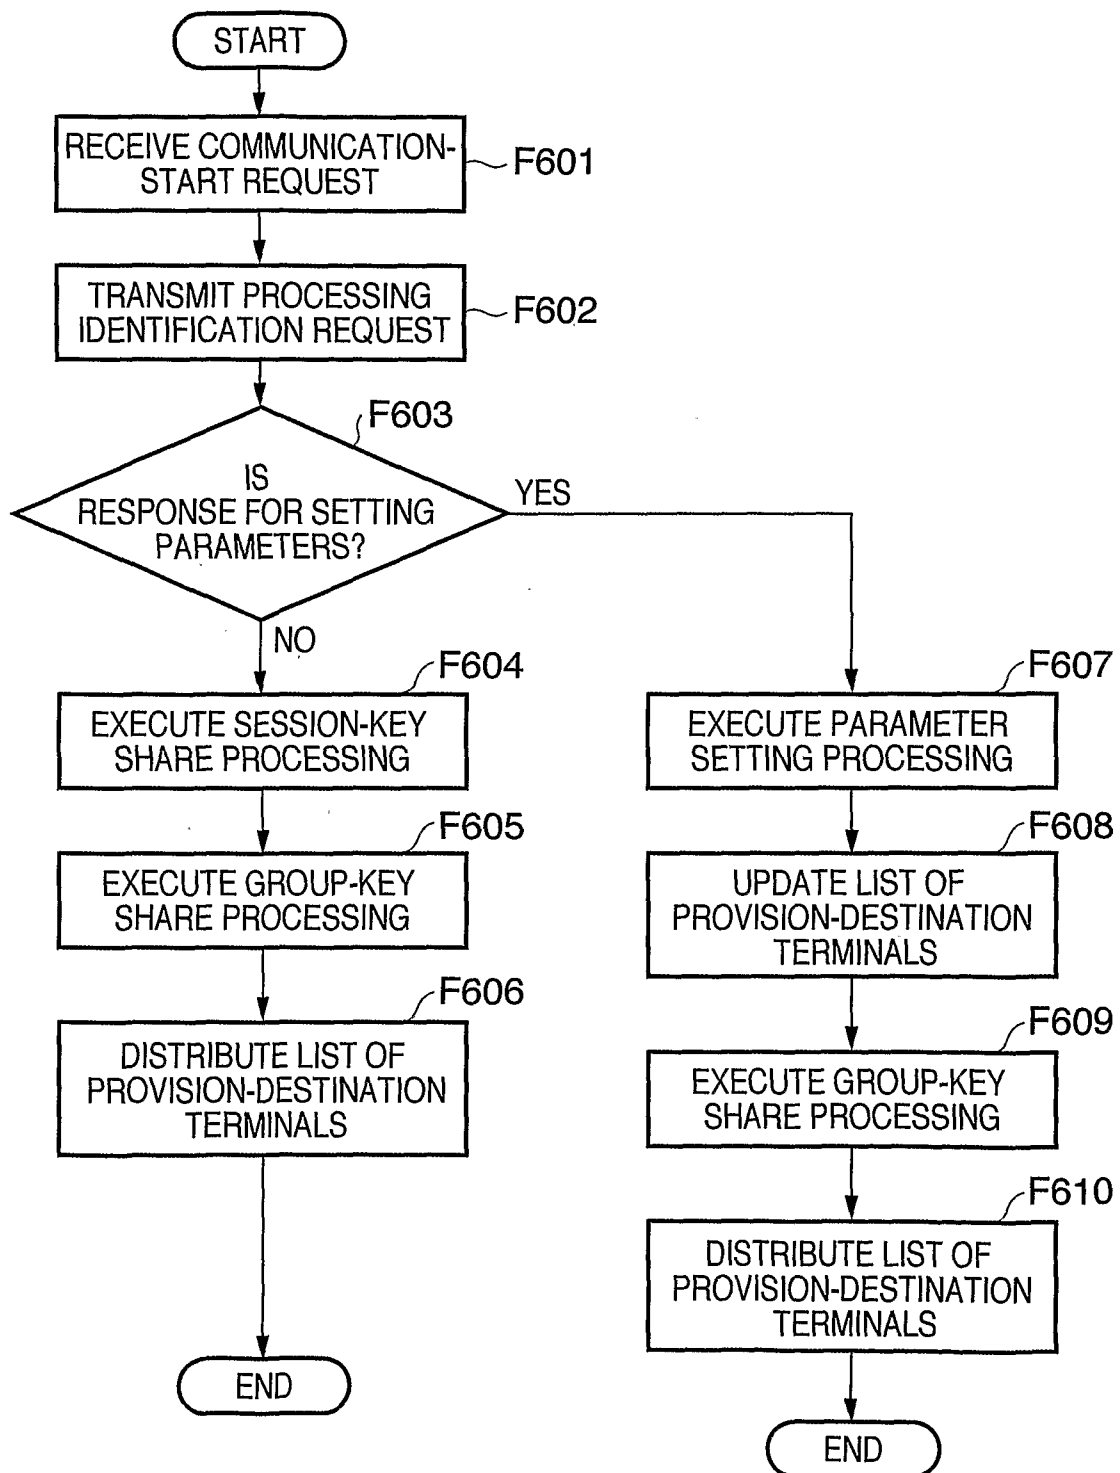 START
RECEIVE COMMUNICATION-
START REQUEST
F601
TRANSMIT PROCESSING
IDENTIFICATION REQUEST
F602
F603
IS
RESPONSE FOR SETTING
PARAMETERS?
YES
NO
F604
EXECUTE SESSION-KEY
SHARE PROCESSING
F605
EXECUTE GROUP-KEY
SHARE PROCESSING
F606
DISTRIBUTE LIST OF
PROVISION-DESTINATION
TERMINALS
END
F607
EXECUTE PARAMETER
SETTING PROCESSING
F608
UPDATE LIST OF
PROVISION-DESTINATION
TERMINALS
F609
EXECUTE GROUP-KEY
SHARE PROCESSING
F610
DISTRIBUTE LIST OF
PROVISION-DESTINATION
TERMINALS
END